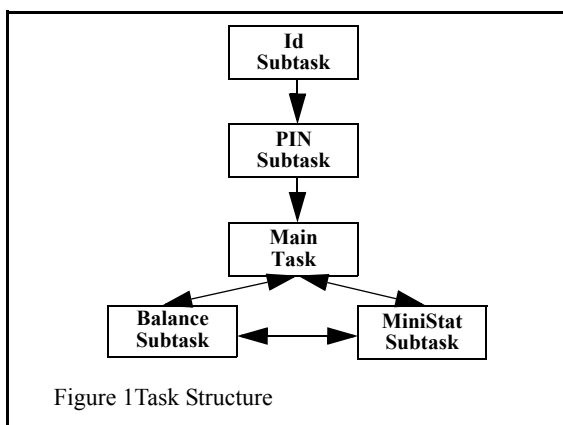 Id
Subtask
PIN
Subtask
Main
Task
Balance
Subtask
MiniStat
Subtask
Figure 1Task Structure